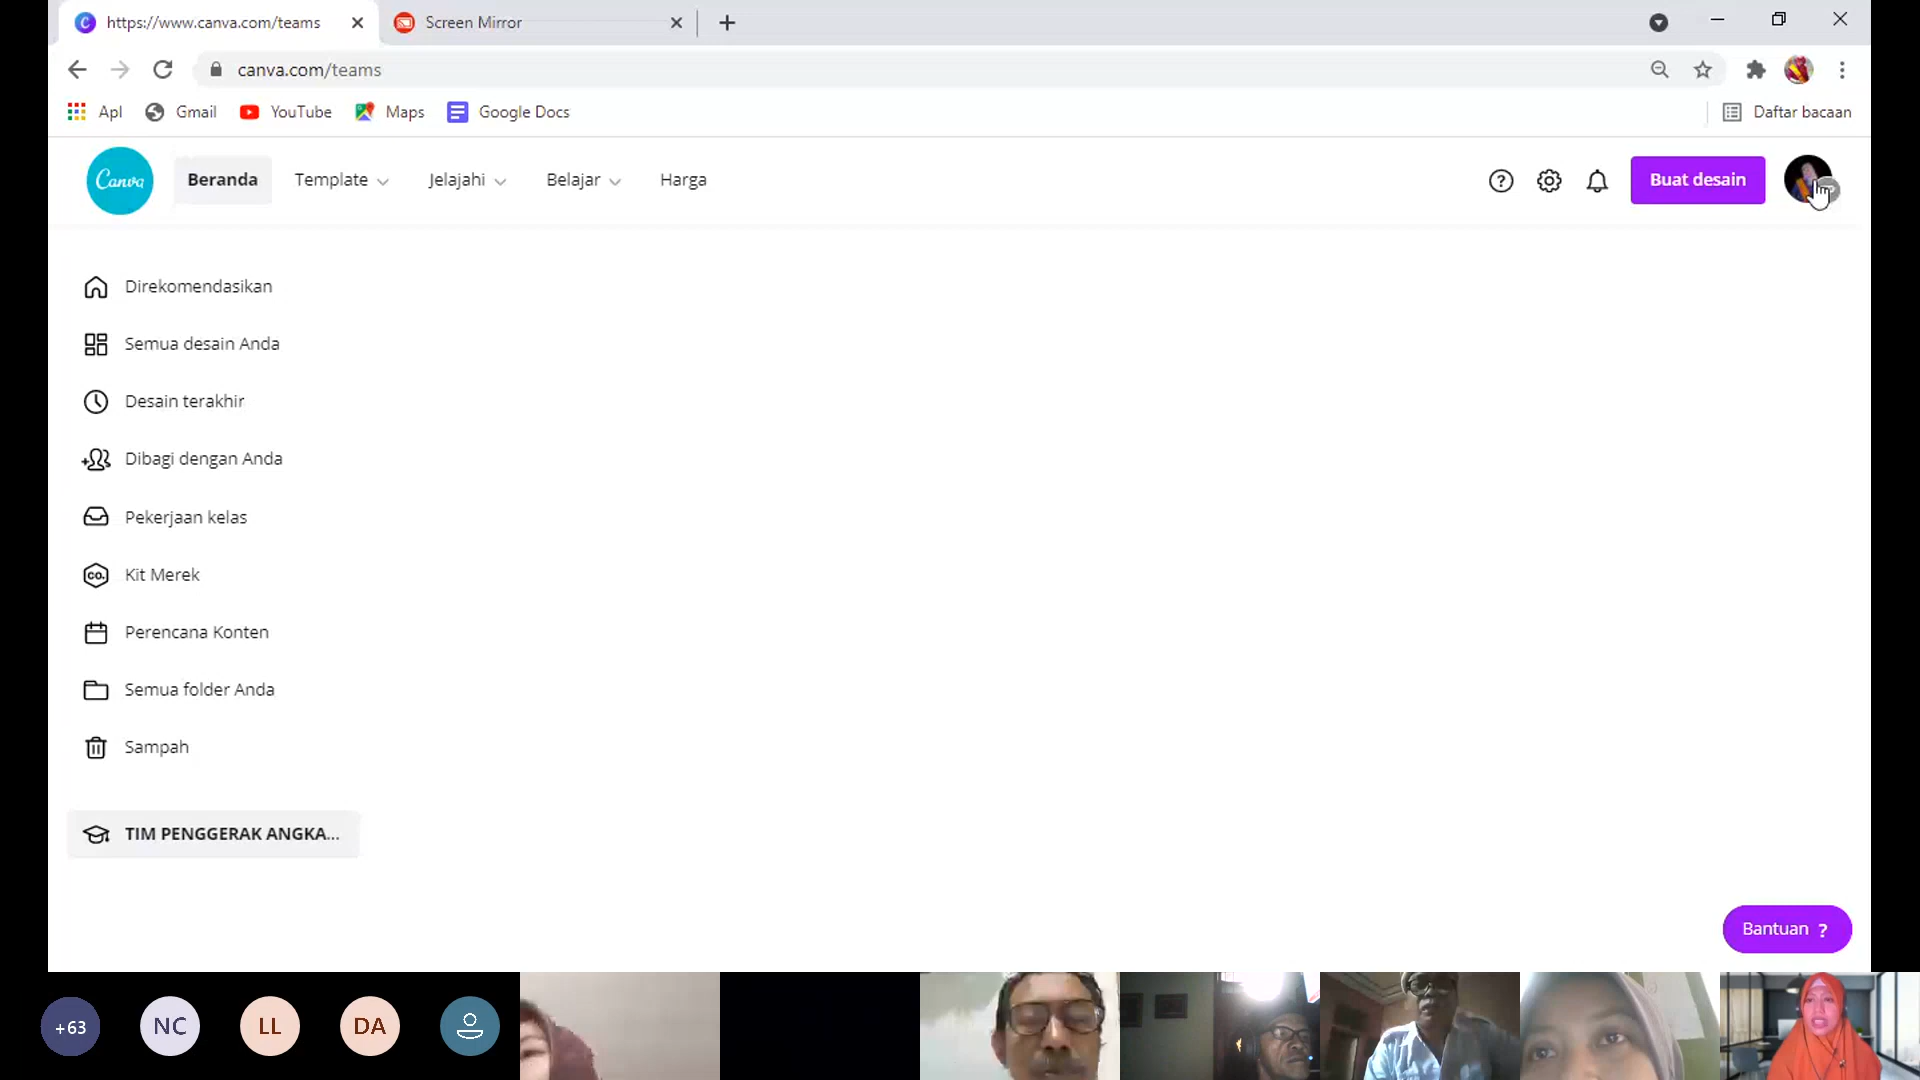 https://www.canva.com/teams
Screen Mirror
canva.com/teams
Apl
Gmail
YouTube
Maps
Google Docs
Daftar bacaan
Canva
Beranda
Template
Jelajahi
Belajar
Harga
Buat desain
Direkomendasikan
Semua desain Anda
Desain terakhir
Dibagi dengan Anda
Pekerjaan kelas
CO.
Kit Merek
Perencana Konten
Semua folder Anda
Sampah
TIM PENGGERAK ANGKA...
Bantuan ?
+63
NC
LL
DA